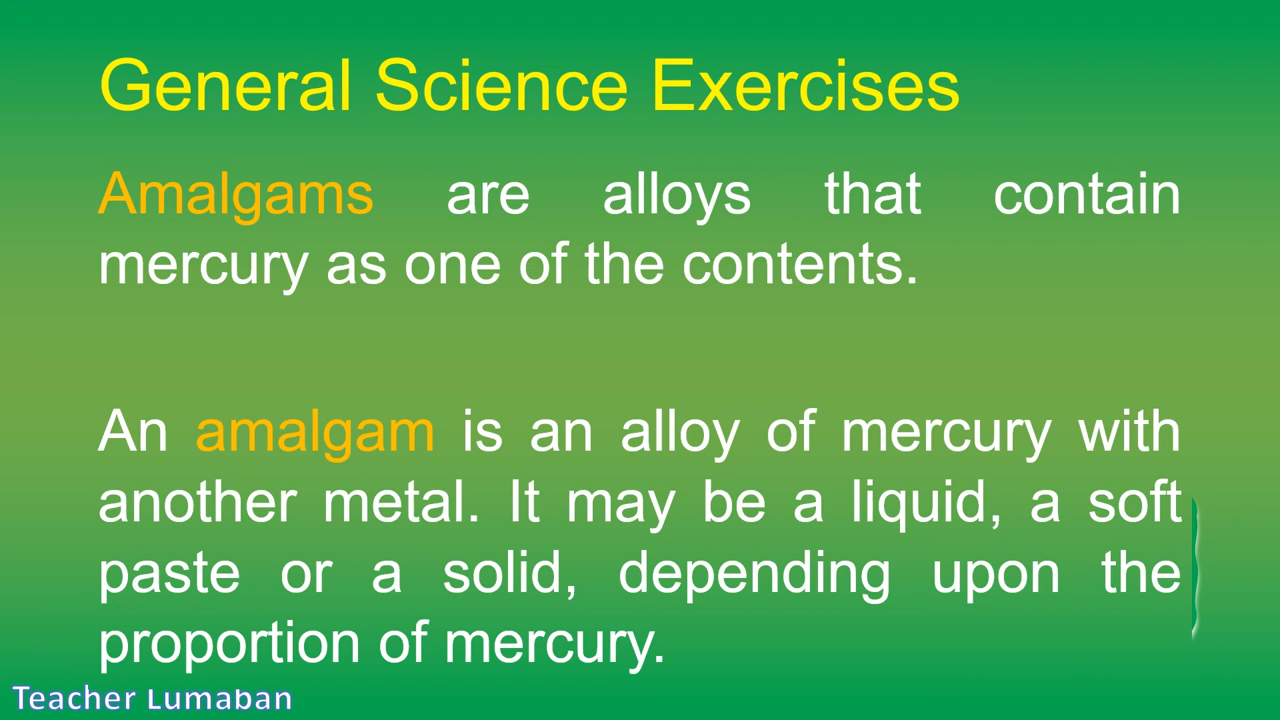 General Science Exercises
Amalgams are alloys that contain
mercury as one of the contents.
An amalgam is an alloy of mercury with
another metal. It may be a liquid, a soft
paste or a solid, depending upon the
proportion of mercury.
Teacher Lumaban